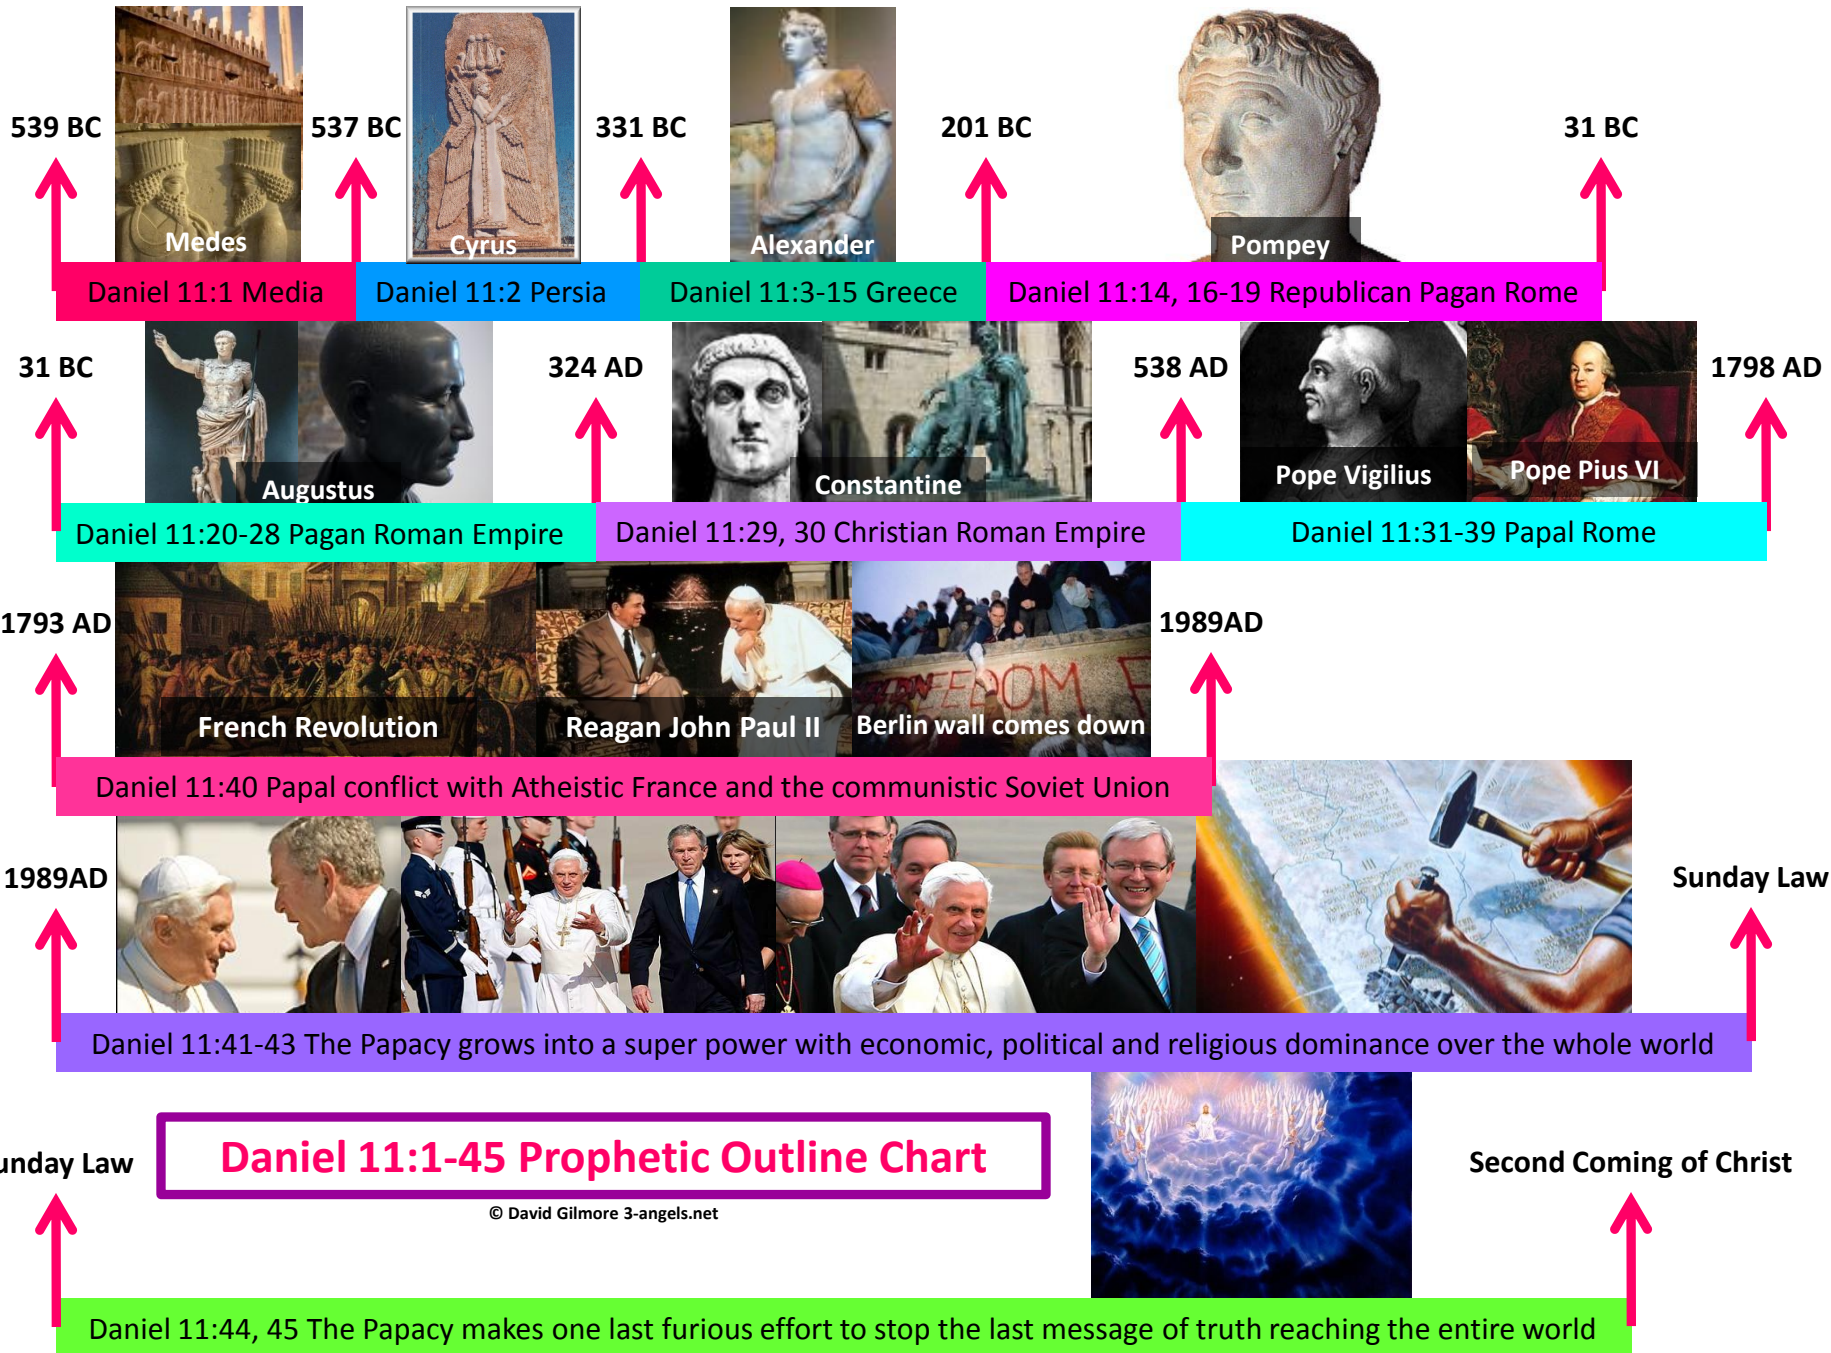 539 BC
537 BC
331 BC
201 BC
31 BC
Medes
Cyrus
Alexander
Pompey
Daniel 11:1 Media
Daniel 11:2 Persia
Daniel 11:3-15 Greece
Daniel 11:14, 16-19 Republican Pagan Rome
31 BC
324 AD
538 AD
1798 AD
Augustus
Constantine
Pope Vigilius
Pope Pius VI
Daniel 11:20-28 Pagan Roman Empire
Daniel 11:29, 30 Christian Roman Empire
Daniel 11:31-39 Papal Rome
1793 AD
1989AD
FREEDOM
French Revolution
Reagan John Paul II
Berlin wall comes down
Daniel 11:40 Papal conflict with Atheistic France and the communistic Soviet Union
1989AD
Sunday Law
Daniel 11:41-43 The Papacy grows into a super power with economic, political and religious dominance over the whole world
unday Law
Daniel 11:1-45 Prophetic Outline Chart
Second Coming of Christ
© David Gilmore 3-angels.net
Daniel 11:44, 45 The Papacy makes one last furious effort to stop the last message of truth reaching the entire world